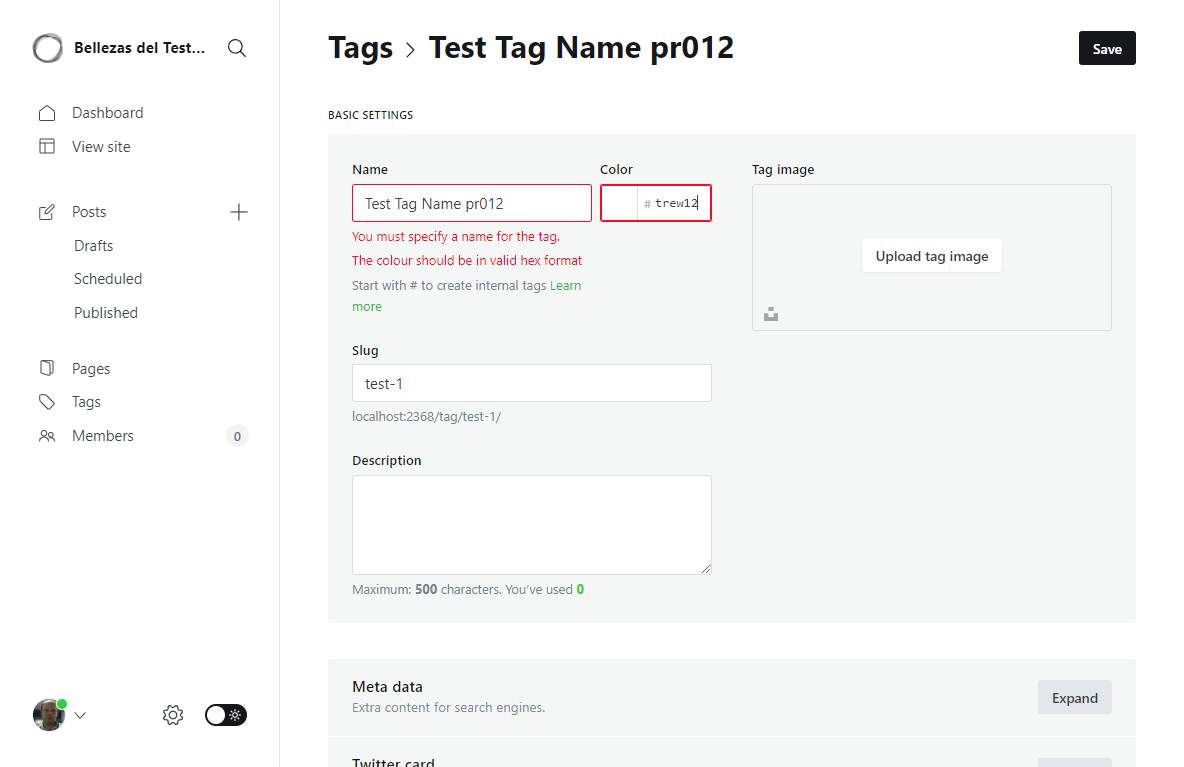 Bellezas del Test...
Dashboard
View site
Posts
Drafts
Scheduled
Published
Pages
Tags
Members
0
Tags > Test Tag Name pr012
Save
BASIC SETTINGS
Name
Color
Tag image
Test Tag Name pr012
# trew12
You must specify a name for the tag.
The colour should be in valid hex format
Start with # to create internal tags Learn
more
Upload tag image
Slug
test-1
localhost:2368/tag/test-1/
Description
Maximum: 500 characters. You've used 0
Meta data
Extra content for search engines.
Expand
Twitter card